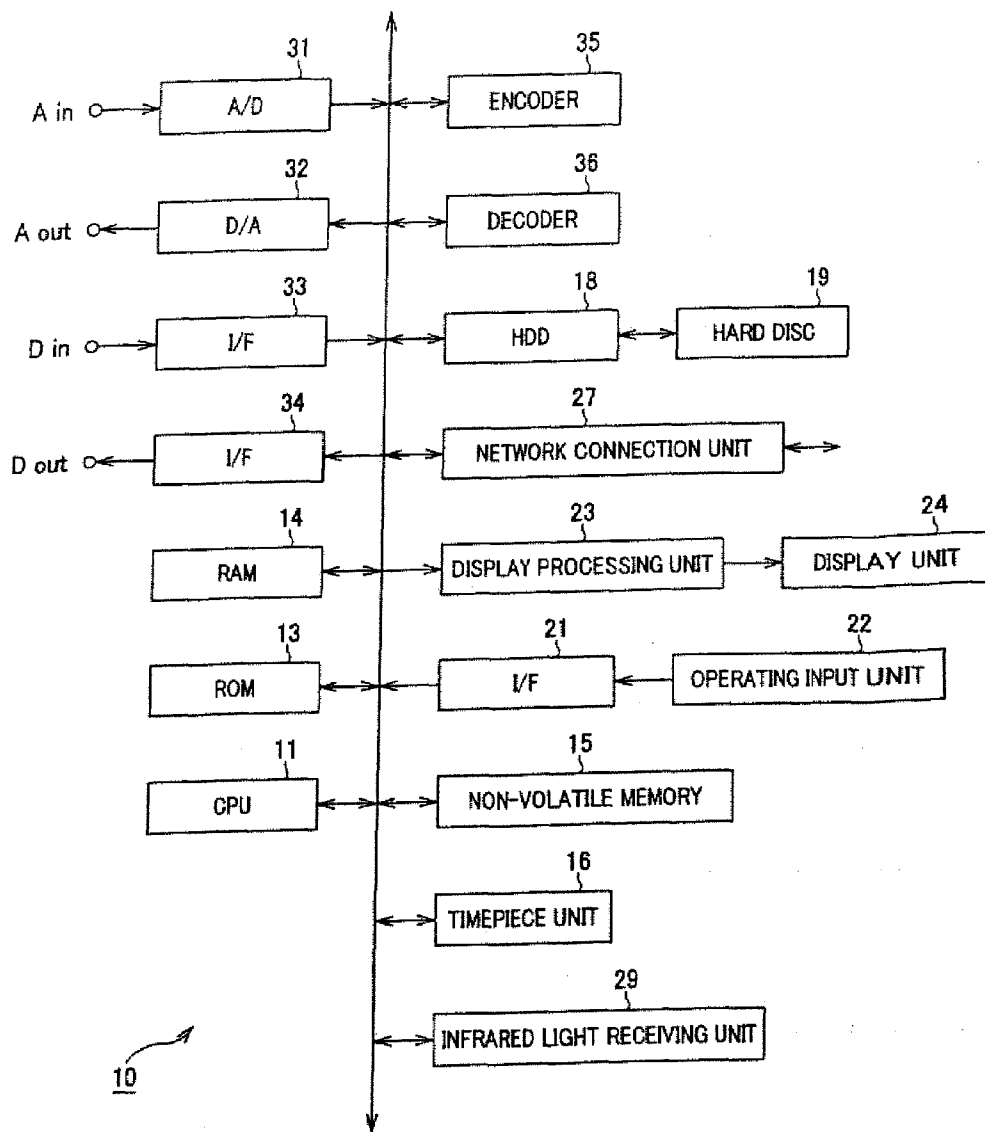 31
35
A in
A/D
ENCODER
32
36
A out
D/A
DECODER
33
18
19
D in
I/F
HDD
HARD DISC
34
27
D out
I/F
NETWORK CONNECTION UNIT
14
23
24
RAM
DISPLAY PROCESSING UNIT
DISPLAY UNIT
13
21
22
ROM
I/F
OPERATING INPUT UNIT
11
15
CPU
NON-VOLATILE MEMORY
16
TIMEPIECE UNIT
29
INFRARED LIGHT RECEIVING UNIT
10